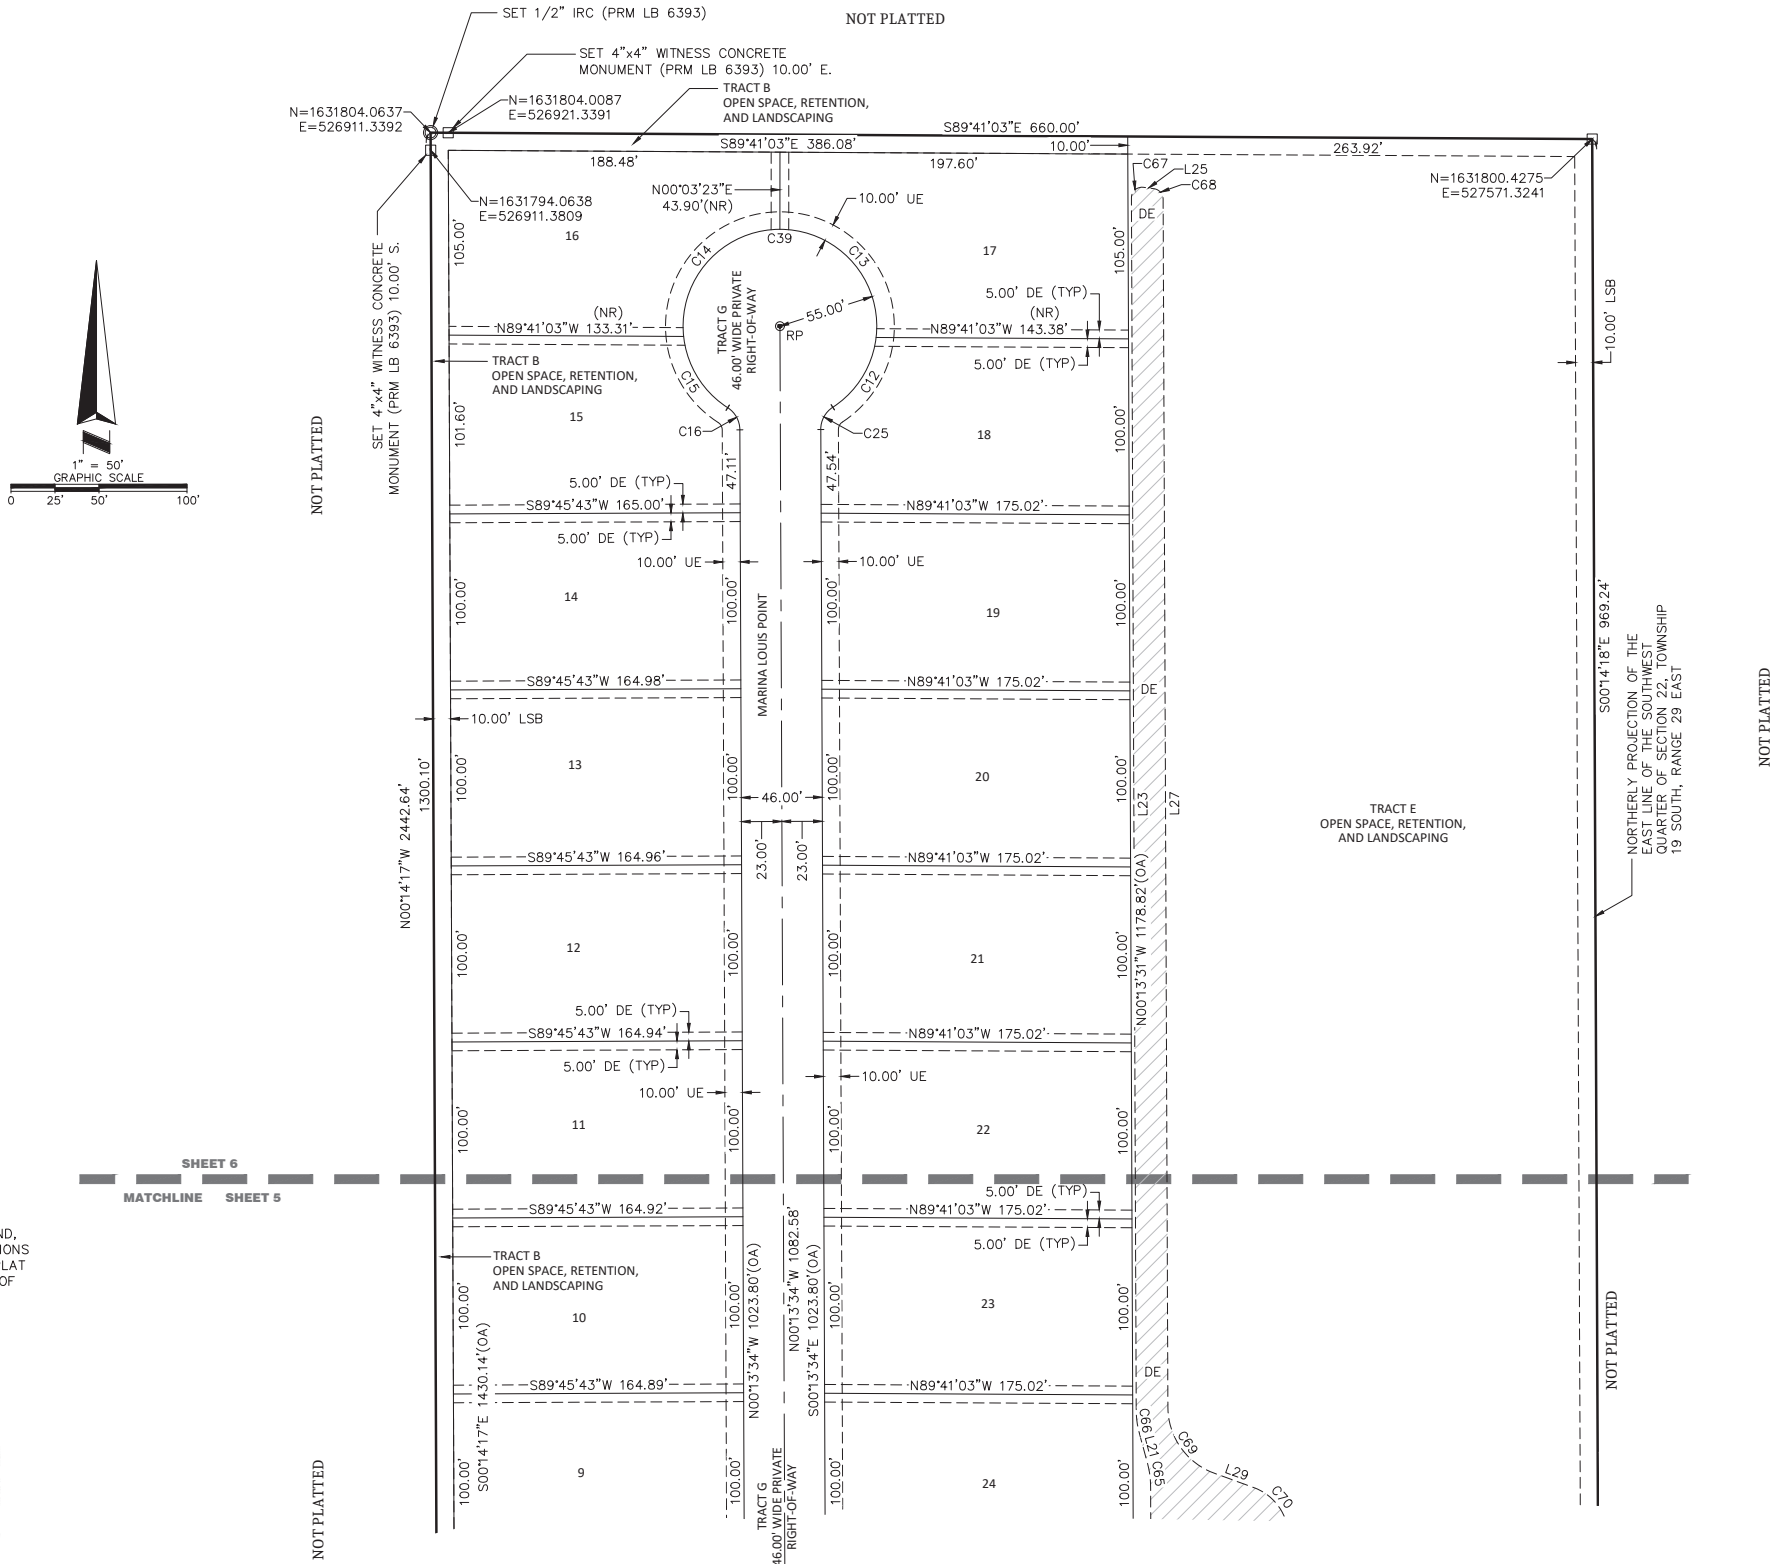 SET 1/2" IRC (PRM LB 6393)
NOT PLATTED
SET 4"x4" WITNESS CONCRETE
MONUMENT (PRM LB 6393) 10.00' E.
TRACT B
OPEN SPACE, RETENTION,
AND LANDSCAPING
N=1631804.0637
E=526911.3392
N=1631804.0087
E=526921.3391
S89°41'03"E 660.00'
S89°41'03"E 386.08'
10.00'
263.92'
188.48'
197.60'
C67
L25
C68
N=1631800.4275
E=527571.3241
N00°03'23"E
43.90'(NR)
10.00' UE
N=1631794.0638
E=526911.3809
DE
16
C39
17
105.00'
C14
C13
105.00'
SET 4"x4" WITNESS CONCRETE
MONUMENT (PRM LB 6393) 10.00' S.
TRACT G
46.00' WIDE PRIVATE
RIGHT-OF-WAY
55.00'
RP
5.00' DE (TYP)
(NR)
N89°41'03"W 133.31'
(NR)
N89°41'03"W 143.38'
5.00' DE (TYP)
10.00' LSB
TRACT B
OPEN SPACE, RETENTION,
AND LANDSCAPING
C15
C12
15
101.60'
C16
C25
18
100.00'
NOT PLATTED
1" = 50'
GRAPHIC SCALE
0 25' 50' 100'
47.11'
47.54'
5.00' DE (TYP)
S89°45'43"W 165.00'
N89°41'03"W 175.02'
5.00' DE (TYP)
10.00' UE
10.00' UE
14
100.00'
100.00'
MARINA LOUIS POINT
100.00'
19
100.00'
S00°14'18"E 969.24'
NORTHERLY PROJECTION OF THE
EAST LINE OF THE SOUTHWEST
QUARTER OF SECTION 22, TOWNSHIP
19 SOUTH, RANGE 29 EAST
NOT PLATTED
S89°45'43"W 164.98'
N89°41'03"W 175.02'
DE
10.00' LSB
N00°14'17"W 2442.64'
1300.10'
13
100.00'
100.00'
100.00'
20
100.00'
46.00'
23.00'
23.00'
L23
L27
TRACT E
OPEN SPACE, RETENTION,
AND LANDSCAPING
S89°45'43"W 164.96'
N89°41'03"W 175.02'
N00°13'31"W 1178.82'(OA)
12
100.00'
100.00'
100.00'
21
100.00'
5.00' DE (TYP)
S89°45'43"W 164.94'
N89°41'03"W 175.02'
5.00' DE (TYP)
10.00' UE
10.00' UE
11
100.00'
100.00'
100.00'
22
100.00'
SHEET 6
MATCHLINE SHEET 5
5.00' DE (TYP)
S89°45'43"W 164.92'
N89°41'03"W 175.02'
5.00' DE (TYP)
ND,
IONS
LAT
OF
TRACT B
OPEN SPACE, RETENTION,
AND LANDSCAPING
10
100.00'
100.00'
N00°13'34"W 1023.80'(OA)
N00°13'34"W 1082.58'
S00°13'34"E 1023.80'(OA)
100.00'
23
100.00'
NOT PLATTED
S00°14'17"E 1430.14'(OA)
S89°45'43"W 164.89'
N89°41'03"W 175.02'
DE
C66
L21
C65
C69
L29
C70
NOT PLATTED
9
100.00'
100.00'
TRACT G
46.00' WIDE PRIVATE
RIGHT-OF-WAY
100.00'
24
100.00'